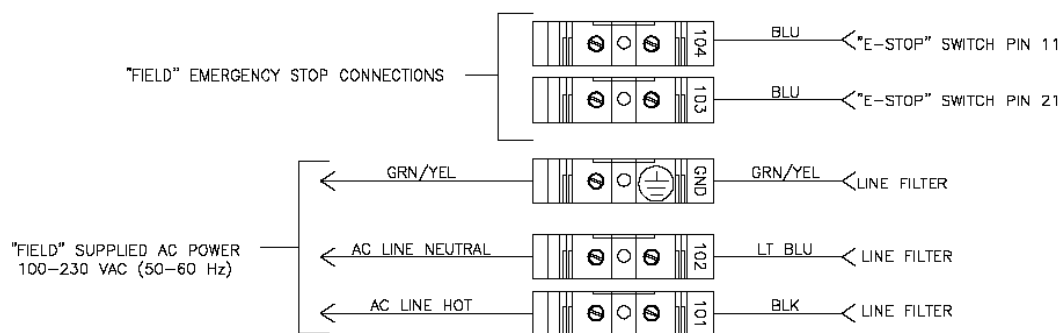 104 BLU "E-STOP" SWITCH PIN 11
"FIELD" EMERGENCY STOP CONNECTIONS
103 BLU "E-STOP" SWITCH PIN 21
GRN/YEL GND GRN/YEL LINE FILTER
"FIELD" SUPPLIED AC POWER
100-230 VAC (50-60 Hz)
AC LINE NEUTRAL 102 LT BLU LINE FILTER
AC LINE HOT 101 BLK LINE FILTER